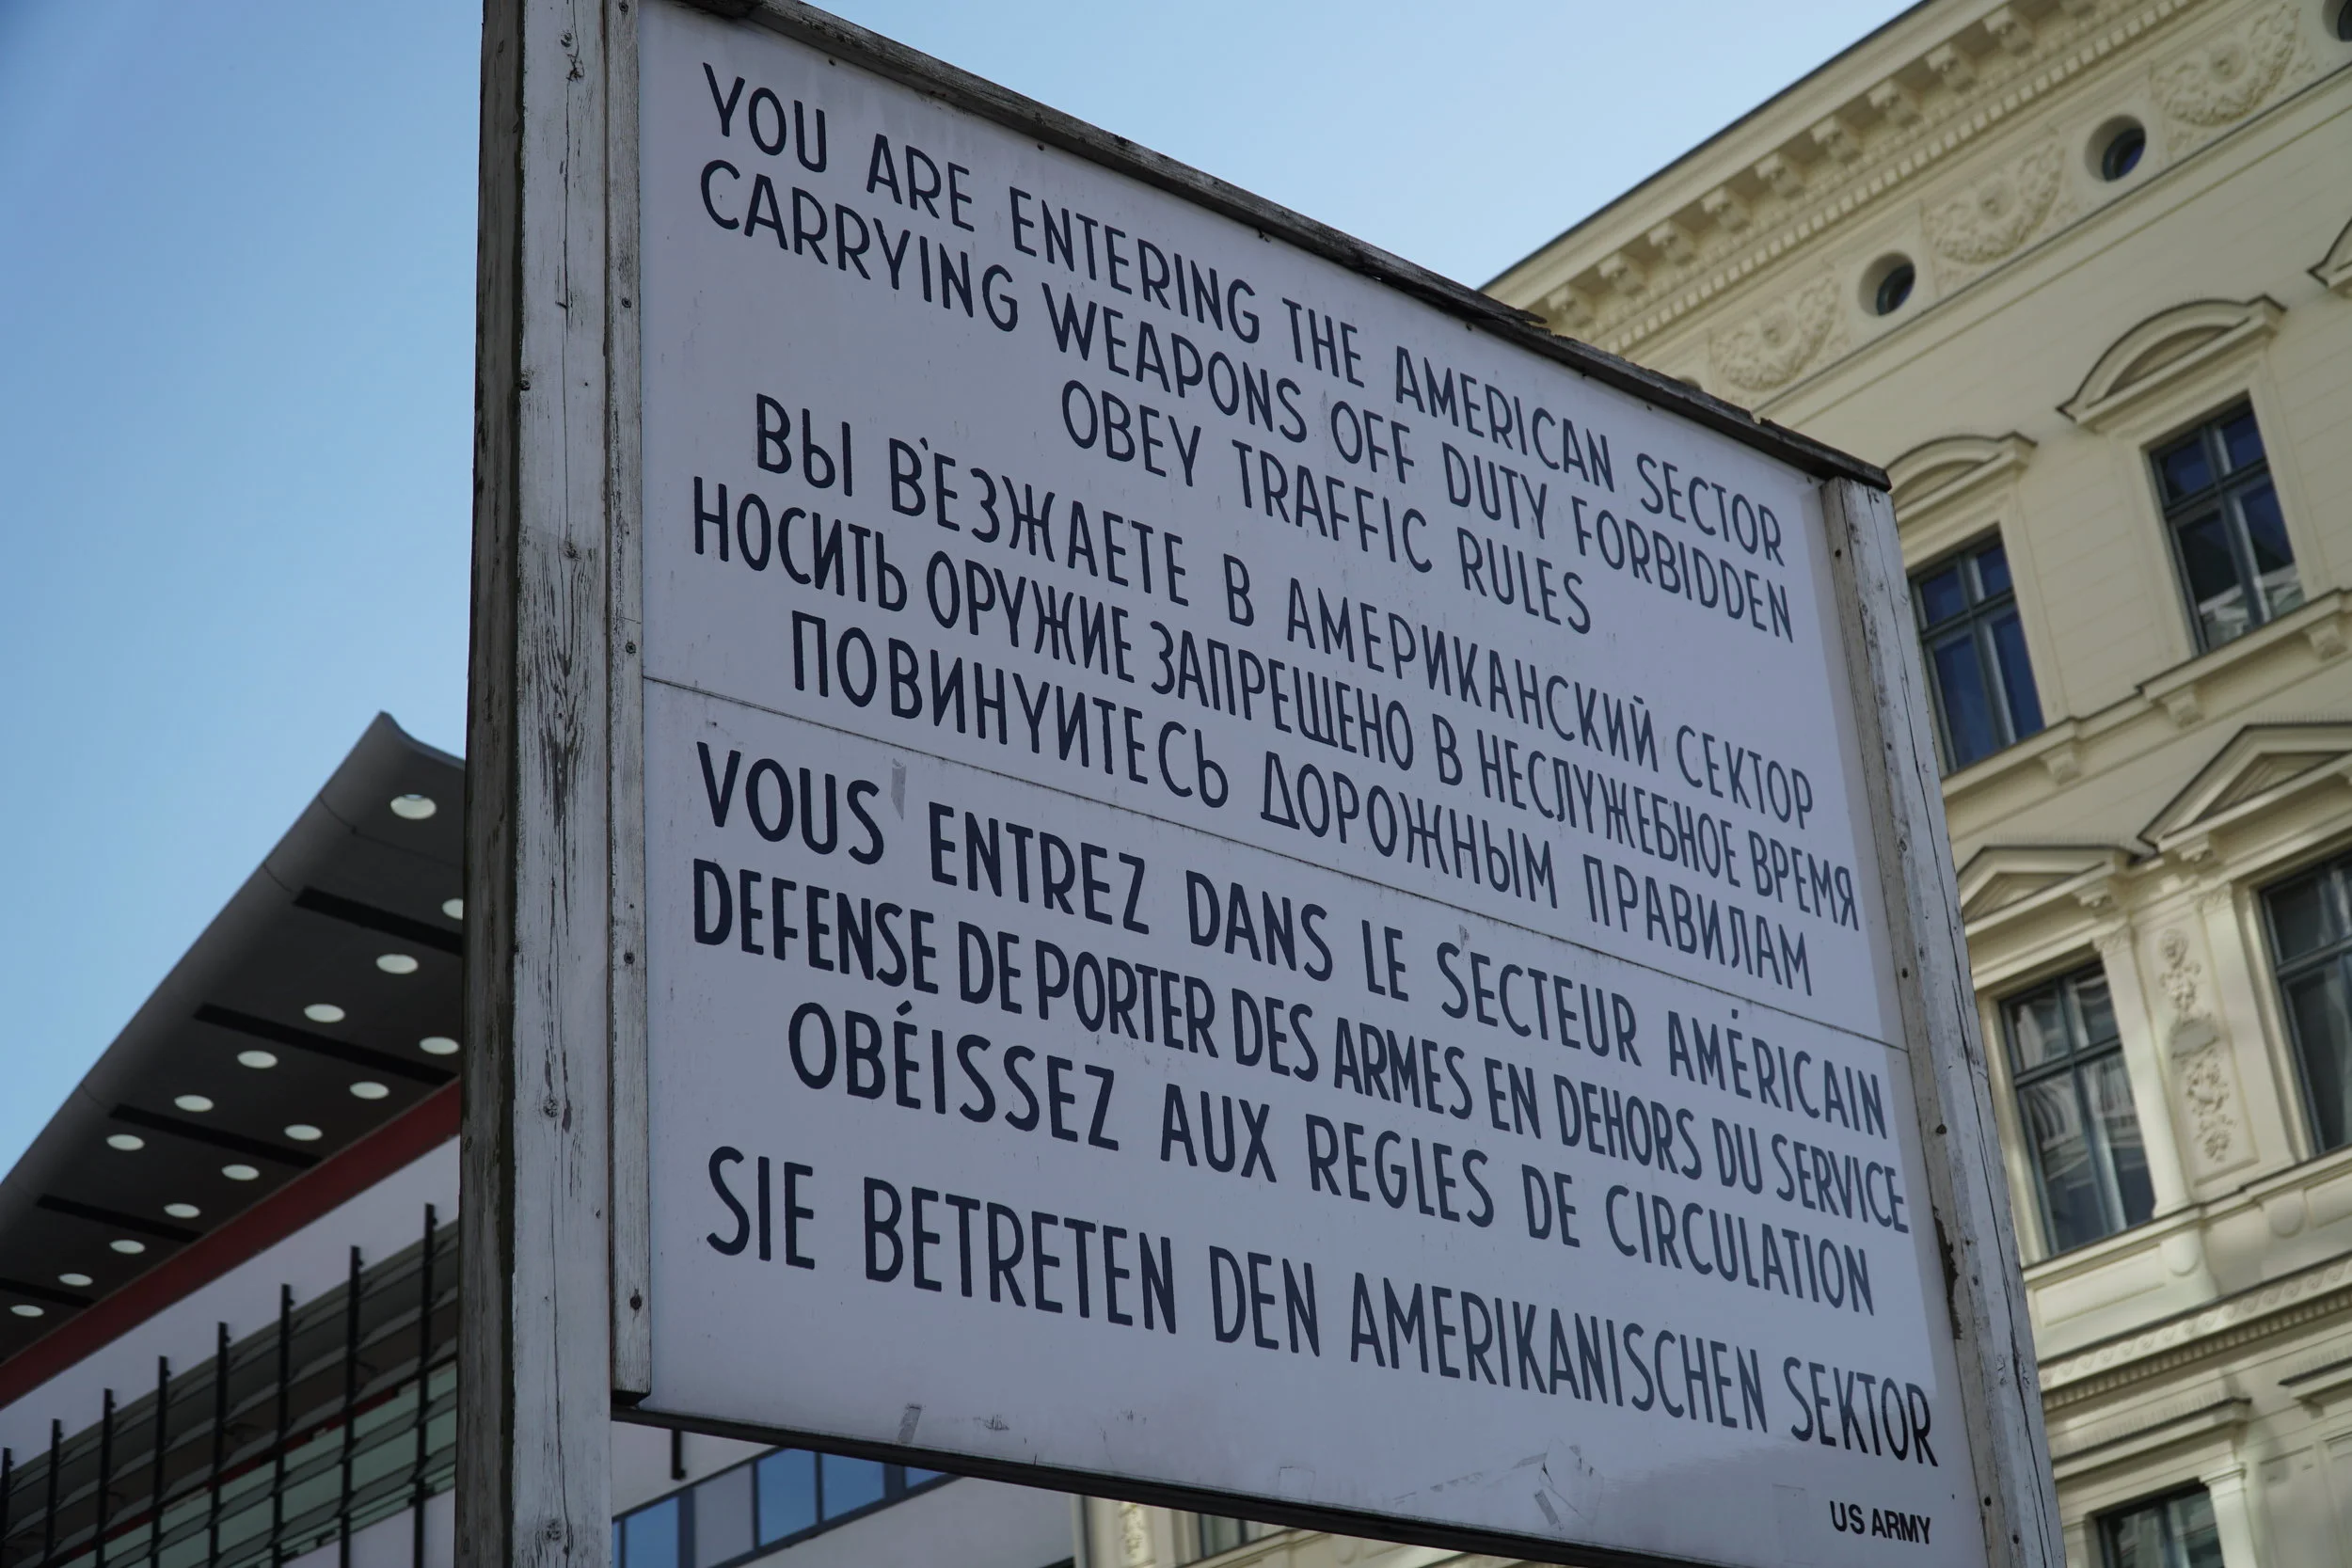 YOU ARE ENTERING THE AMERICAN SECTOR
CARRYING WEAPONS OFF DUTY FORBIDDEN
OBEY TRAFFIC RULES
ВЫ В'ЕЗЖАЕТЕ В АМЕРИКАНСКИЙ СЕКТОР
НОСИТЬ ОРУЖИЕ ЗАПРЕЩЕНО В НЕСЛУЖЕБНОЕ ВРЕМЯ
ПОВИНУИТЕСЬ ДОРОЖНЫМ ПРАВИЛАМ
VOUS ENTREZ DANS LE SECTEUR AMÉRICAIN
DEFENSE DE PORTER DES ARMES EN DEHORS DU SERVICE
OBÉISSEZ AUX REGLES DE CIRCULATION
SIE BETRETEN DEN AMERIKANISCHEN SEKTOR
US ARMY